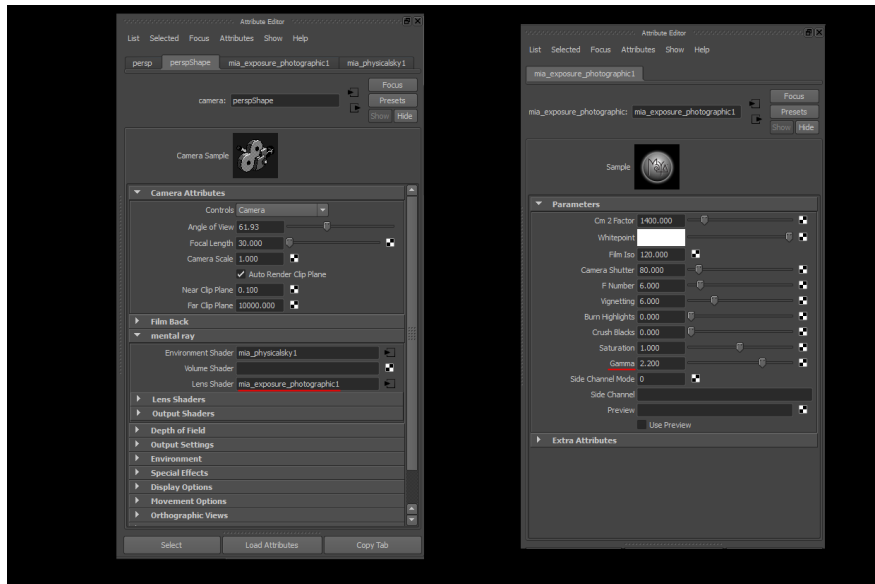 Attribute Editor
List Selected Focus Attributes Show Help
persp perspShape mia_exposure_photographic1 mia_physicalsky1
Focus
camera: perspShape Presets
Show Hide
Camera Sample
Camera Attributes
Controls Camera
Angle of View 61.93
Focal Length 30.000
Camera Scale 1.000
Auto Render Clip Plane
Near Clip Plane 0.100
Far Clip Plane 10000.000
Film Back
mental ray
Environment Shader mia_physicalsky1
Volume Shader
Lens Shader mia_exposure_photographic1
Lens Shaders
Output Shaders
Depth of Field
Output Settings
Environment
Special Effects
Display Options
Movement Options
Orthographic Views
Select Load Attributes Copy Tab
Attribute Editor
List Selected Focus Attributes Show Help
mia_exposure_photographic1
Focus
mia_exposure_photographic: mia_exposure_photographic1 Presets
Show Hide
Sample
Parameters
Cm 2 Factor 1400.000
Whitepoint
Film Iso 120.000
Camera Shutter 80.000
F Number 6.000
Vignetting 6.000
Burn Highlights 0.000
Crush Blacks 0.000
Saturation 1.000
Gamma 2.200
Side Channel Mode 0
Side Channel
Preview
Use Preview
Extra Attributes